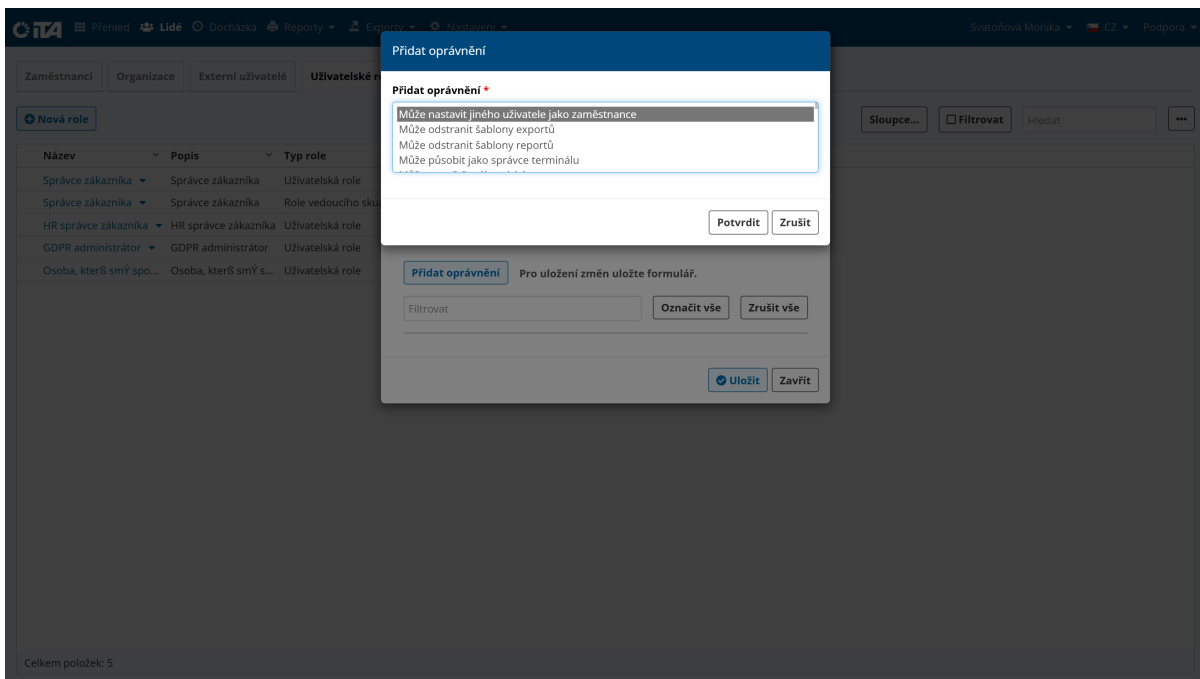 iTA Přehled Lidé Docházka Reporty Exporty Nastavení Svatoňová Monika CZ Podpora
Přidat oprávnění
Zaměstnanci Organizace Externí uživatelé Uživatelské r
Přidat oprávnění *
Může nastavit jiného uživatele jako zaměstnance
Může odstranit šablony exportů
Může odstranit šablony reportů
Může působit jako správce terminálu
Nová role Sloupce... Filtrovat Hledat ...
Název Popis Typ role
Správce zákazníka Správce zákazníka Uživatelská role
Správce zákazníka Správce zákazníka Role vedoucího sku
HR správce zákazníka HR správce zákazníka Uživatelská role
GDPR administrátor GDPR administrátor Uživatelská role
Osoba, kterß smÝ spo... Osoba, kterß smÝ s... Uživatelská role
Potvrdit Zrušit
Přidat oprávnění Pro uložení změn uložte formulář.
Filtrovat Označit vše Zrušit vše
Uložit Zavřít
Celkem položek: 5